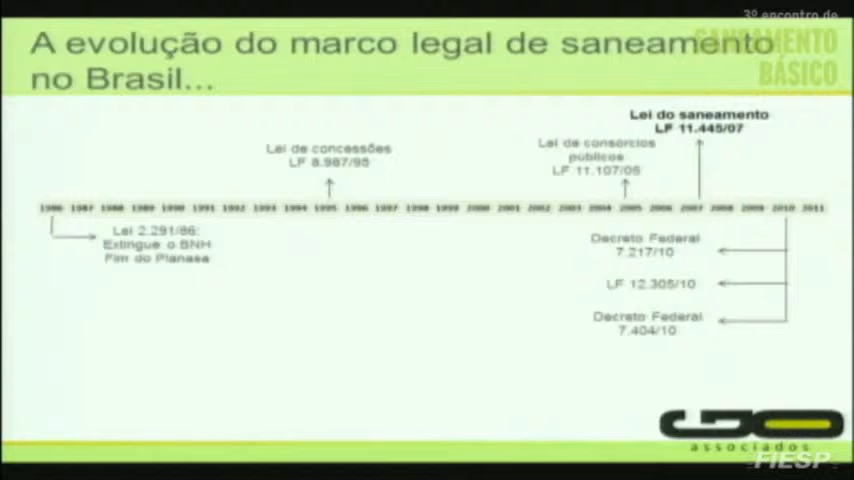 3º encontro de
SANEAMENTO
BÁSICO
A evolução do marco legal de saneamento
no Brasil...
Lei do saneamento
LF 11.445/07
Lei de concessões
LF 8.987/95
Lei de consórcios
públicos
LF 11.107/05
1986 1987 1988 1989 1990 1991 1992 1993 1994 1995 1996 1997 1998 1999 2000 2001 2002 2003 2004 2005 2006 2007 2008 2009 2010 2011
Lei 2.291/86:
Extingue o BNH
Fim do Planasa
Decreto Federal
7.217/10
LF 12.305/10
Decreto Federal
7.404/10
GO
associados
FIESP